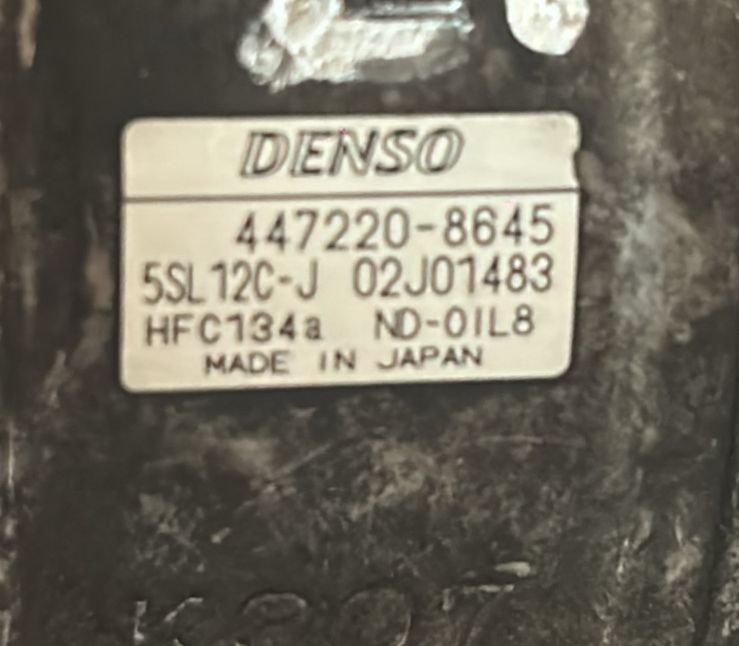 DENSO
447220-8645
5SL12C-J 02J01483
HFC134a ND-OIL8
MADE IN JAPAN